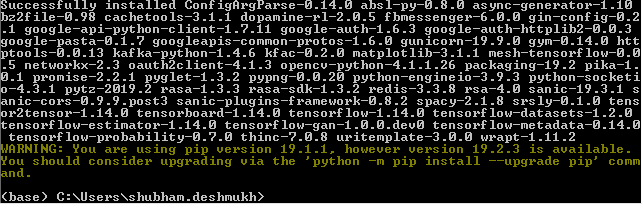 Successfully installed ConfigArgParse-0.14.0 absl-py-0.8.0 async-generator-1.10
bz2file-0.98 cachetools-3.1.1 dopamine-rl-2.0.5 fbmessenger-6.0.0 gin-config-0.2
.1 google-api-python-client-1.7.11 google-auth-1.6.3 google-auth-httplib2-0.0.3
google-pasta-0.1.7 googleapis-common-protos-1.6.0 gunicorn-19.9.0 gym-0.14.0 htt
ptools-0.0.13 kafka-python-1.4.6 kfac-0.2.0 matplotlib-3.1.1 mesh-tensorflow-0.0
.5 networkx-2.3 oauth2client-4.1.3 opencv-python-4.1.1.26 packaging-19.2 pika-1.
0.1 promise-2.2.1 pyglet-1.3.2 pypng-0.0.20 python-engineio-3.9.3 python-socketi
o-4.3.1 pytz-2019.2 rasa-1.3.3 rasa-sdk-1.3.2 redis-3.3.8 rsa-4.0 sanic-19.3.1 s
anic-cors-0.9.9.post3 sanic-plugins-framework-0.8.2 spacy-2.1.8 srsly-0.1.0 tens
or2tensor-1.14.0 tensorboard-1.14.0 tensorflow-1.14.0 tensorflow-datasets-1.2.0
tensorflow-estimator-1.14.0 tensorflow-gan-1.0.0.dev0 tensorflow-metadata-0.14.0
tensorflow-probability-0.7.0 thinc-7.0.8 uritemplate-3.0.0 wrapt-1.11.2
WARNING: You are using pip version 19.1.1, however version 19.2.3 is available.
You should consider upgrading via the 'python -m pip install --upgrade pip' comm
and.
(base) C:\Users\shubham.deshmukh>